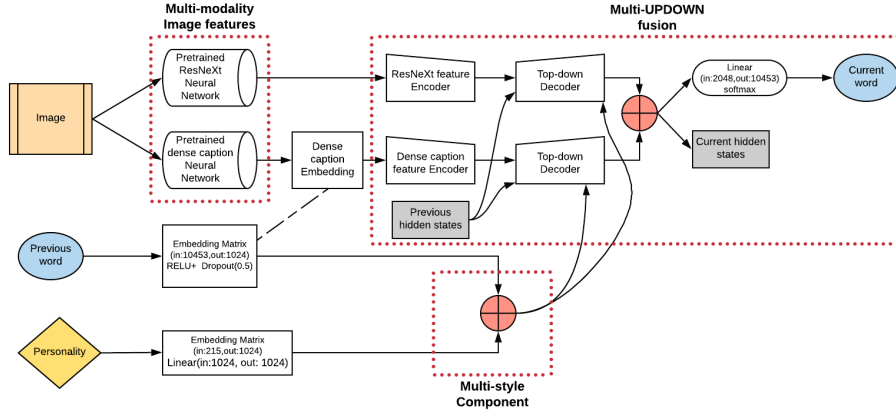 Multi-modality
Image features
Multi-UPDOWN
fusion
Image
Pretrained
ResNeXt
Neural
Network
Pretrained
dense caption
Neural
Network
Dense
caption
Embedding
ResNeXt feature
Encoder
Dense caption
feature Encoder
Top-down
Decoder
Top-down
Decoder
Previous
hidden states
Linear
(in:2048,out:10453)
softmax
Current
word
Current hidden
states
Previous
word
Embedding Matrix
(in:10453,out:1024)
RELU+ Dropout(0.5)
Personality
Embedding Matrix
(in:215,out:1024)
Linear(in:1024, out: 1024)
Multi-style
Component